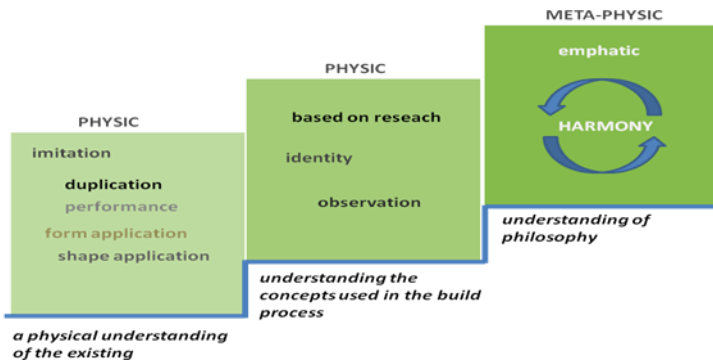 PHYSIC
imitation
duplication
performance
form application
shape application
a physical understanding
of the existing
PHYSIC
based on reseach
identity
observation
understanding the
concepts used in the build
process
META-PHYSIC
emphatic
HARMONY
understanding of
philosophy